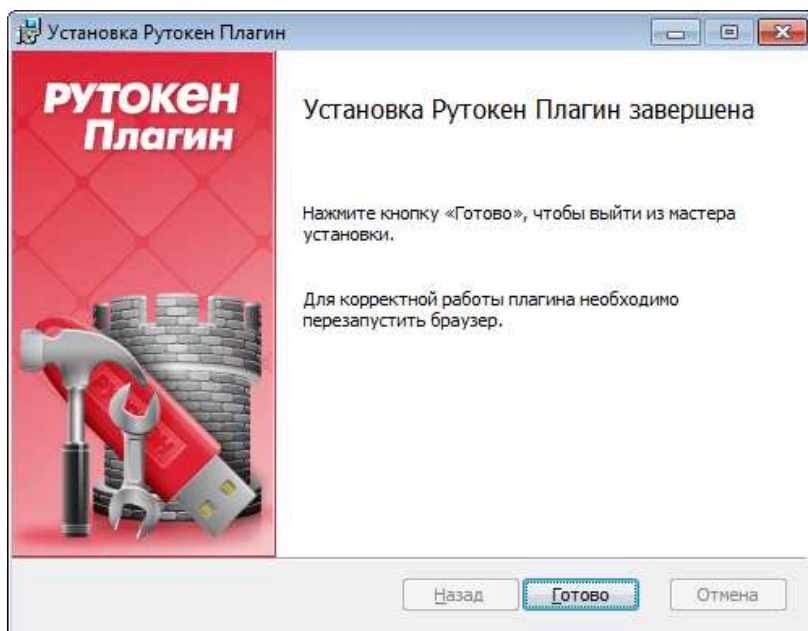 Установка Рутокен Плагин
РУТОКЕН
Плагин
Установка Рутокен Плагин завершена
Нажмите кнопку «Готово», чтобы выйти из мастера
установки.
Для корректной работы плагина необходимо
перезапустить браузер.
Назад
Готово
Отмена